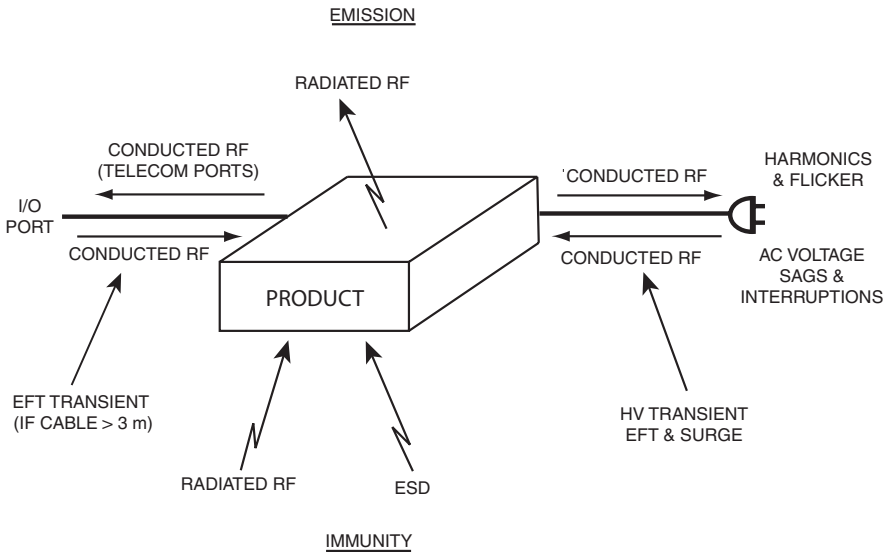 EMISSION
RADIATED RF
CONDUCTED RF
(TELECOM PORTS)
'CONDUCTED RF
HARMONICS
& FLICKER
I/O
PORT
CONDUCTED RF
CONDUCTED RF
AC VOLTAGE
SAGS &
INTERRUPTIONS
PRODUCT
EFT TRANSIENT
(IF CABLE > 3 m)
HV TRANSIENT
EFT & SURGE
RADIATED RF
ESD
IMMUNITY